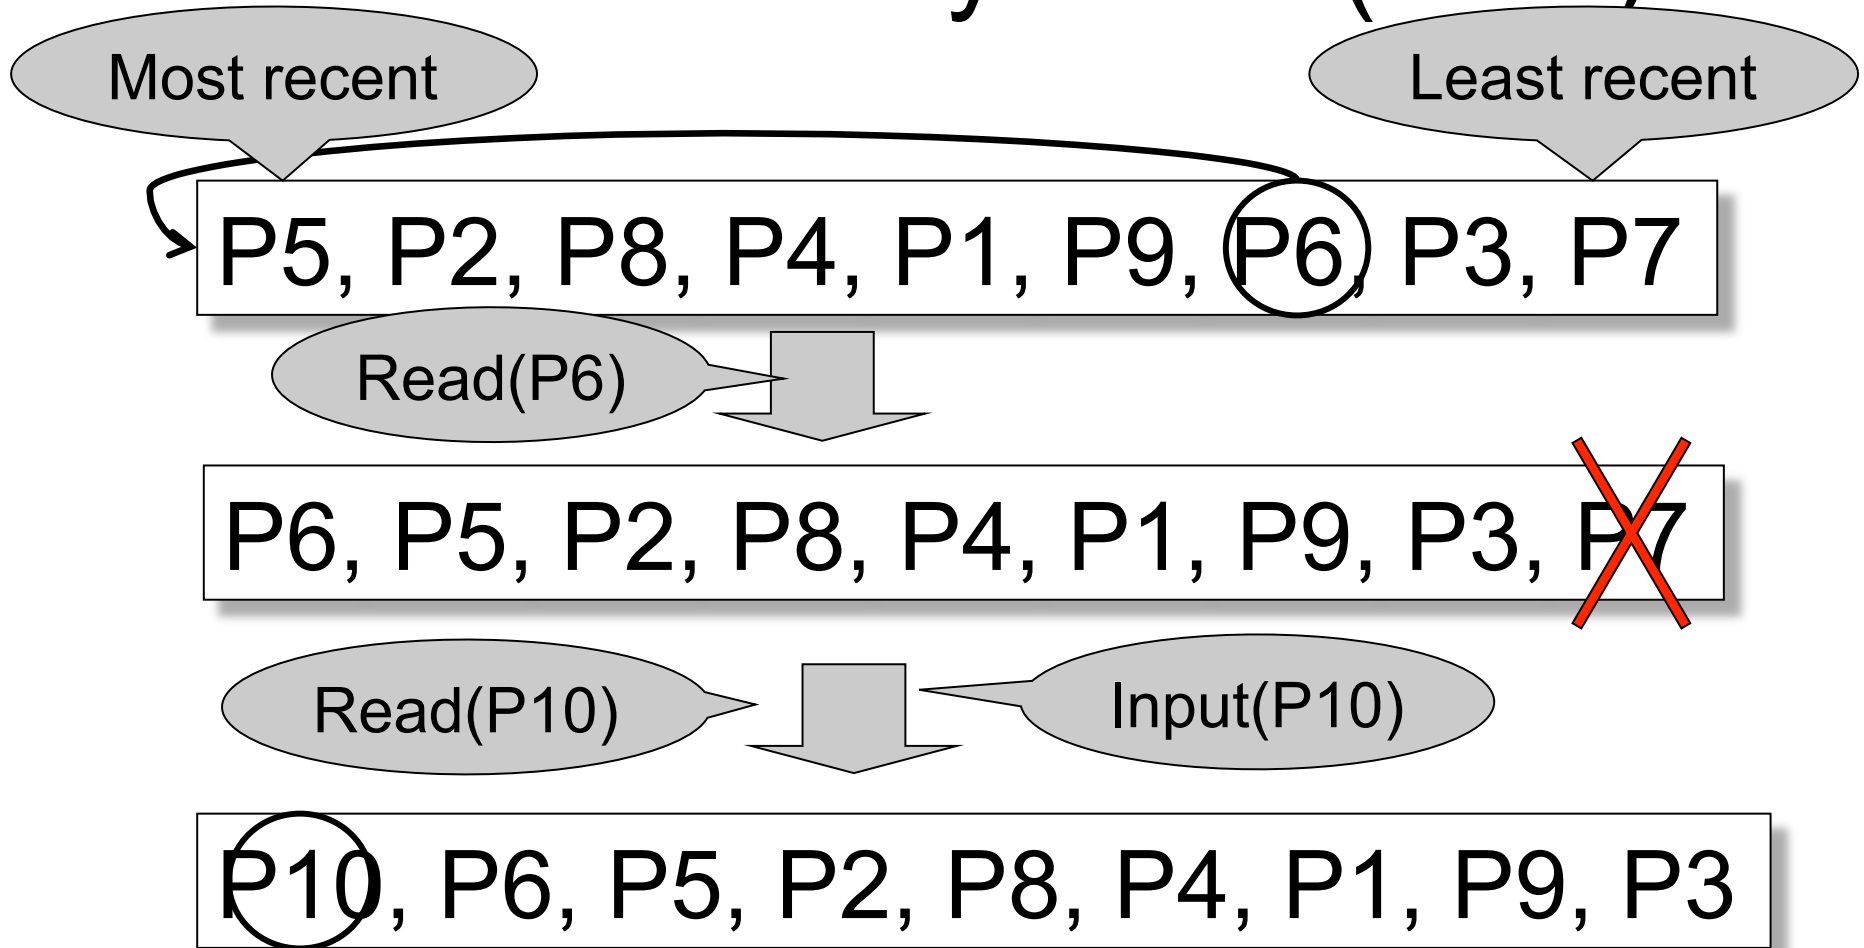 Most recent
Least recent
P5, P2, P8, P4, P1, P9, P6, P3, P7
Read(P6)
P6, P5, P2, P8, P4, P1, P9, P3, P7
Read(P10)
Input(P10)
P10, P6, P5, P2, P8, P4, P1, P9, P3